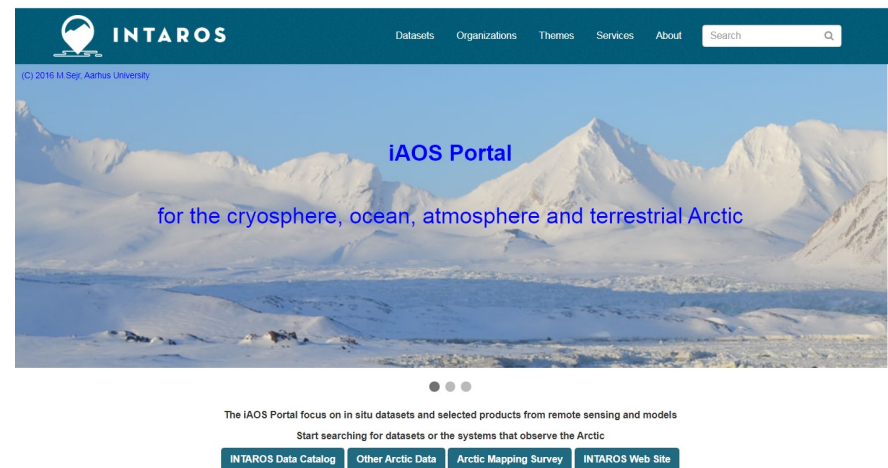 INTAROS
Datasets Organizations Themes Services About Search
(C) 2016 M.Sejr, Aarhus University
iAOS Portal
for the cryosphere, ocean, atmosphere and terrestrial Arctic
The iAOS Portal focus on in situ datasets and selected products from remote sensing and models
Start searching for datasets or the systems that observe the Arctic
INTAROS Data Catalog Other Arctic Data Arctic Mapping Survey INTAROS Web Site